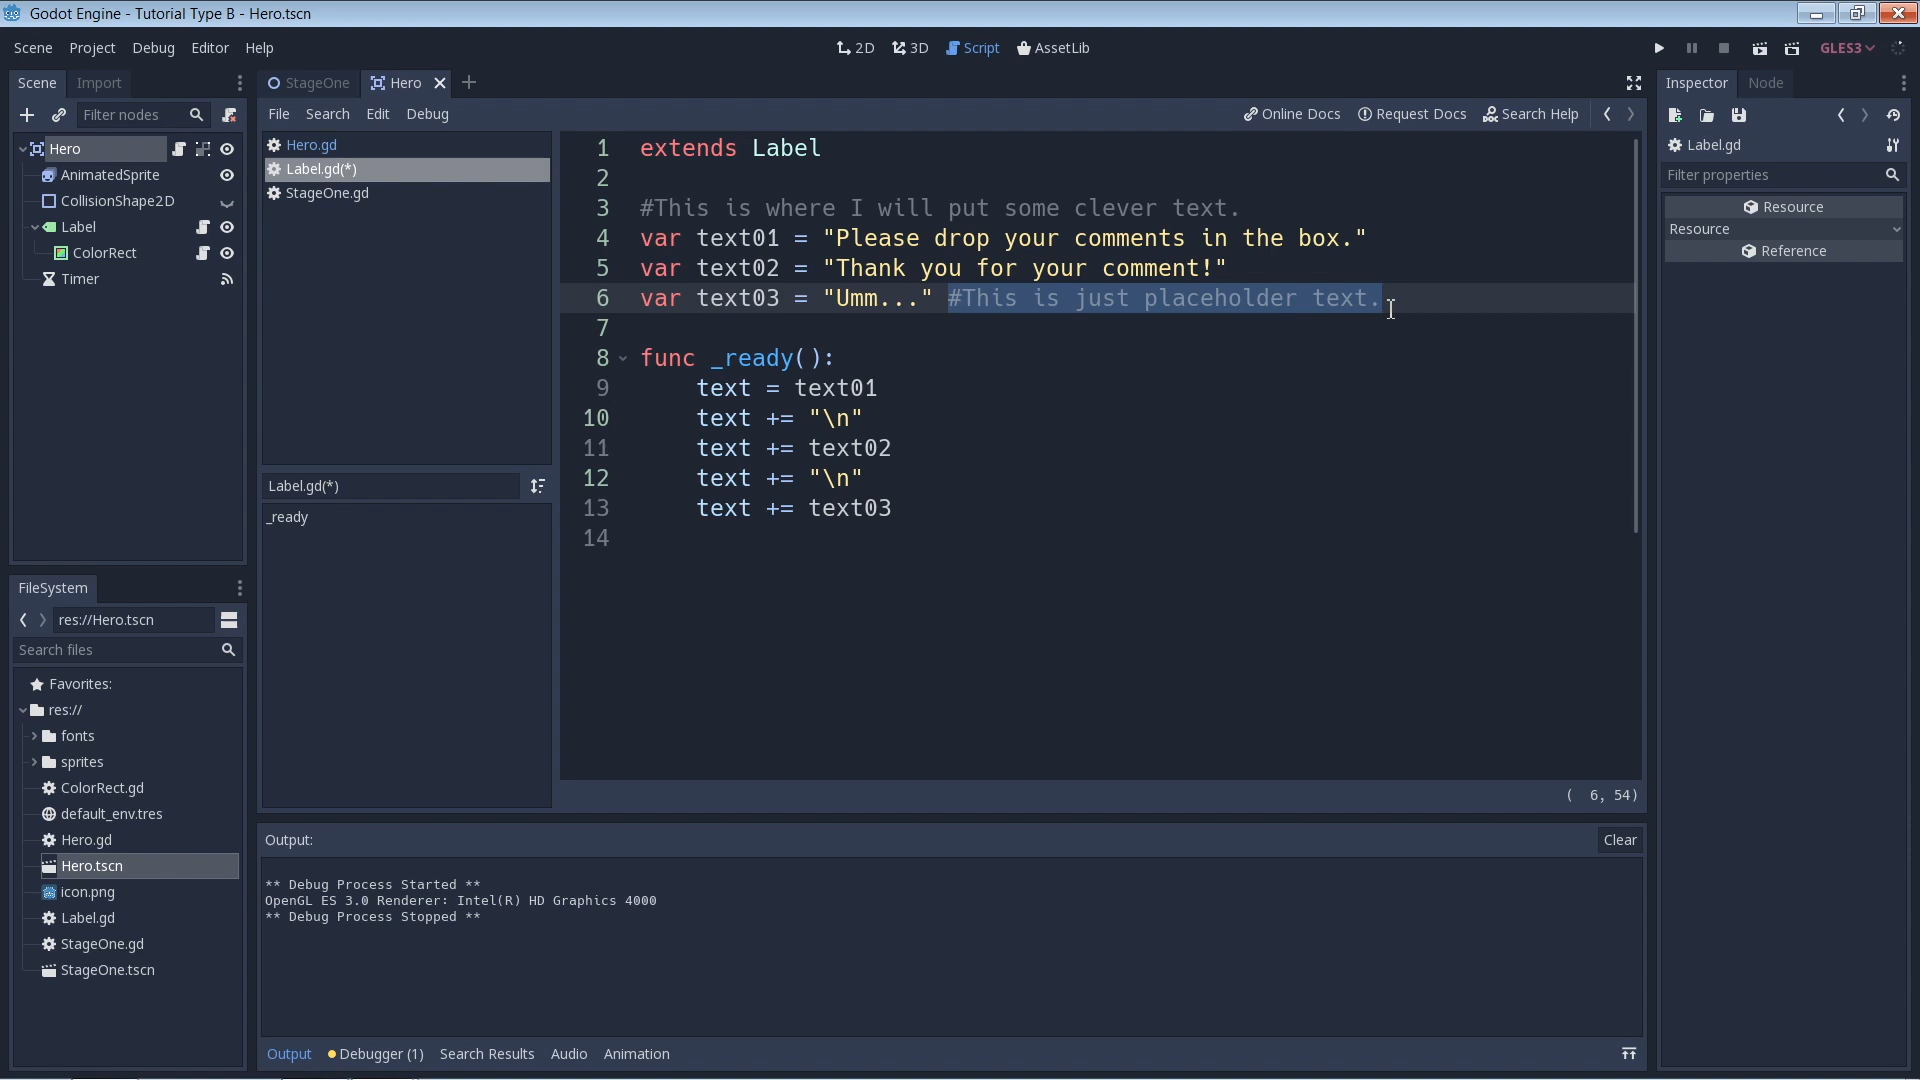 Godot Engine - Tutorial Type B - Hero.tscn
Scene Project Debug Editor Help
2D 3D Script AssetLib
GLES3
Scene Import
StageOne Hero
Inspector Node
Filter nodes
File Search Edit Debug
Online Docs Request Docs Search Help
Hero
AnimatedSprite
CollisionShape2D
Label
ColorRect
Timer
Hero.gd
Label.gd(*)
StageOne.gd
Label.gd(*)
_ready
1 extends Label
2
3 #This is where I will put some clever text.
4 var text01 = "Please drop your comments in the box."
5 var text02 = "Thank you for your comment!"
6 var text03 = "Umm..." #This is just placeholder text.
7
8 func _ready():
9 text = text01
10 text += "\n"
11 text += text02
12 text += "\n"
13 text += text03
14
( 6, 54)
Label.gd
Filter properties
Resource
Resource
Reference
FileSystem
res://Hero.tscn
Search files
Favorites:
res://
fonts
sprites
ColorRect.gd
default_env.tres
Hero.gd
Hero.tscn
icon.png
Label.gd
StageOne.gd
StageOne.tscn
Output:
Clear
** Debug Process Started **
OpenGL ES 3.0 Renderer: Intel(R) HD Graphics 4000
** Debug Process Stopped **
Output Debugger (1) Search Results Audio Animation